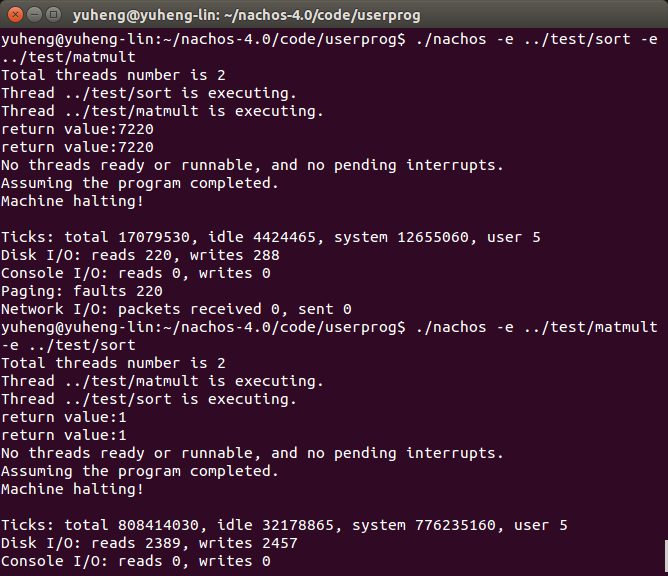 yuheng@yuheng-lin: ~/nachos-4.0/code/userprog
yuheng@yuheng-lin:~/nachos-4.0/code/userprog$ ./nachos -e ../test/sort -e
../test/matmult
Total threads number is 2
Thread ../test/sort is executing.
Thread ../test/matmult is executing.
return value:7220
return value:7220
No threads ready or runnable, and no pending interrupts.
Assuming the program completed.
Machine halting!

Ticks: total 17079530, idle 4424465, system 12655060, user 5
Disk I/O: reads 220, writes 288
Console I/O: reads 0, writes 0
Paging: faults 220
Network I/O: packets received 0, sent 0
yuheng@yuheng-lin:~/nachos-4.0/code/userprog$ ./nachos -e ../test/matmult
-e ../test/sort
Total threads number is 2
Thread ../test/matmult is executing.
Thread ../test/sort is executing.
return value:1
return value:1
No threads ready or runnable, and no pending interrupts.
Assuming the program completed.
Machine halting!

Ticks: total 808414030, idle 32178865, system 776235160, user 5
Disk I/O: reads 2389, writes 2457
Console I/O: reads 0, writes 0